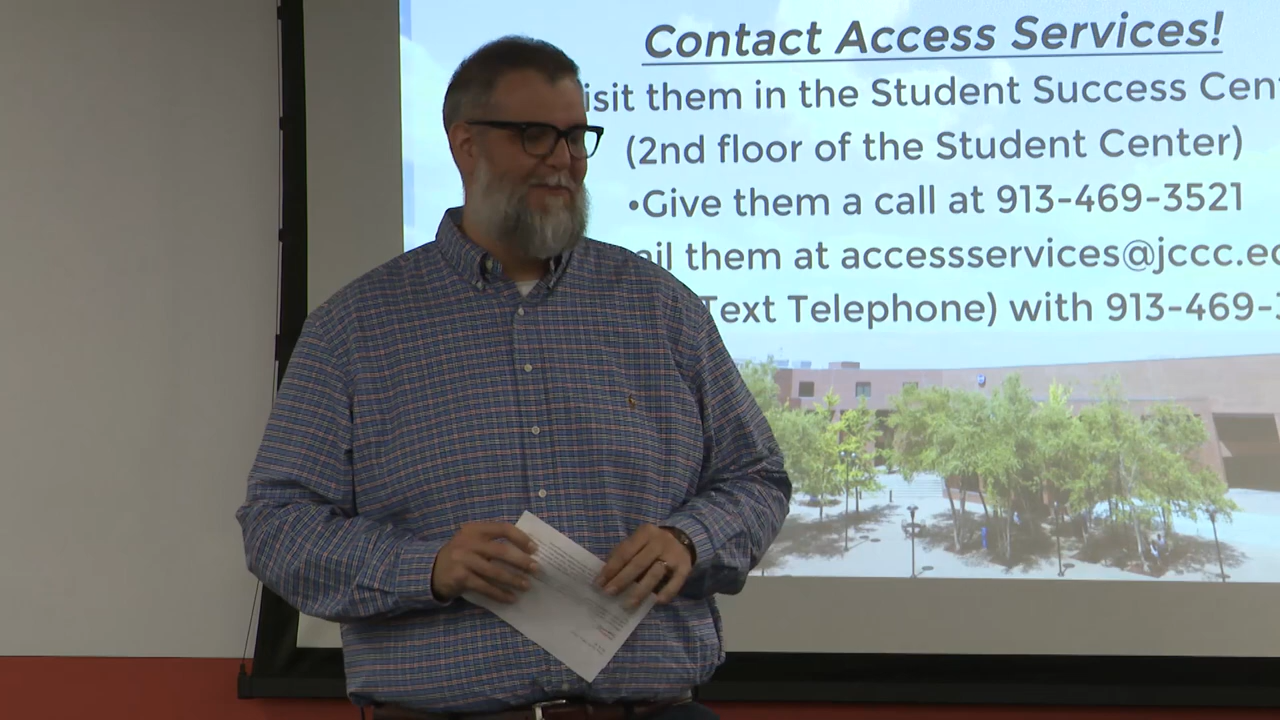 Contact Access Services!
isit them in the Student Success Cen
(2nd floor of the Student Center)
•Give them a call at 913-469-3521
ail them at accessservices@jccc.ed
Text Telephone) with 913-469-3